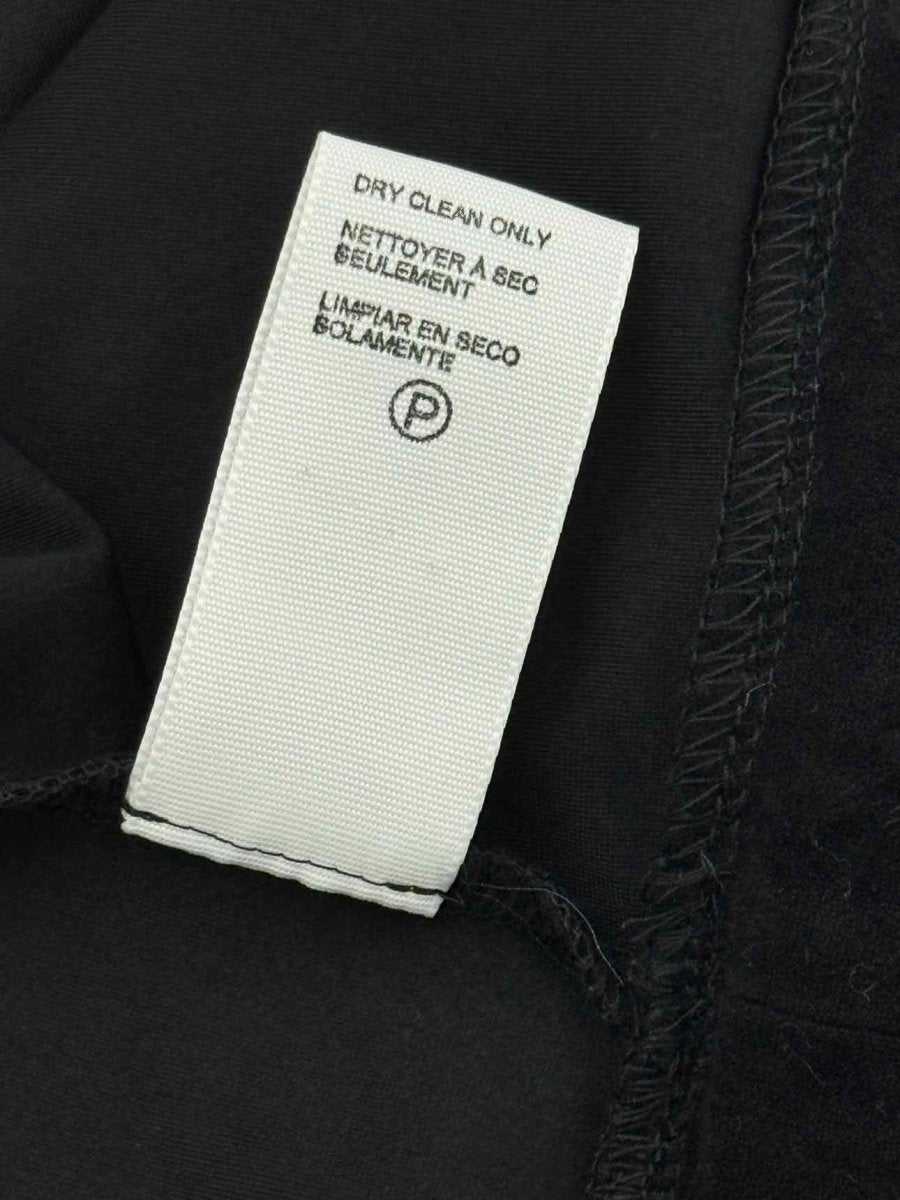 DRY CLEAN ONLY
NETTOYER À SEC
SEULEMENT
LIMPIAR EN SECO
SOLAMENTE
P